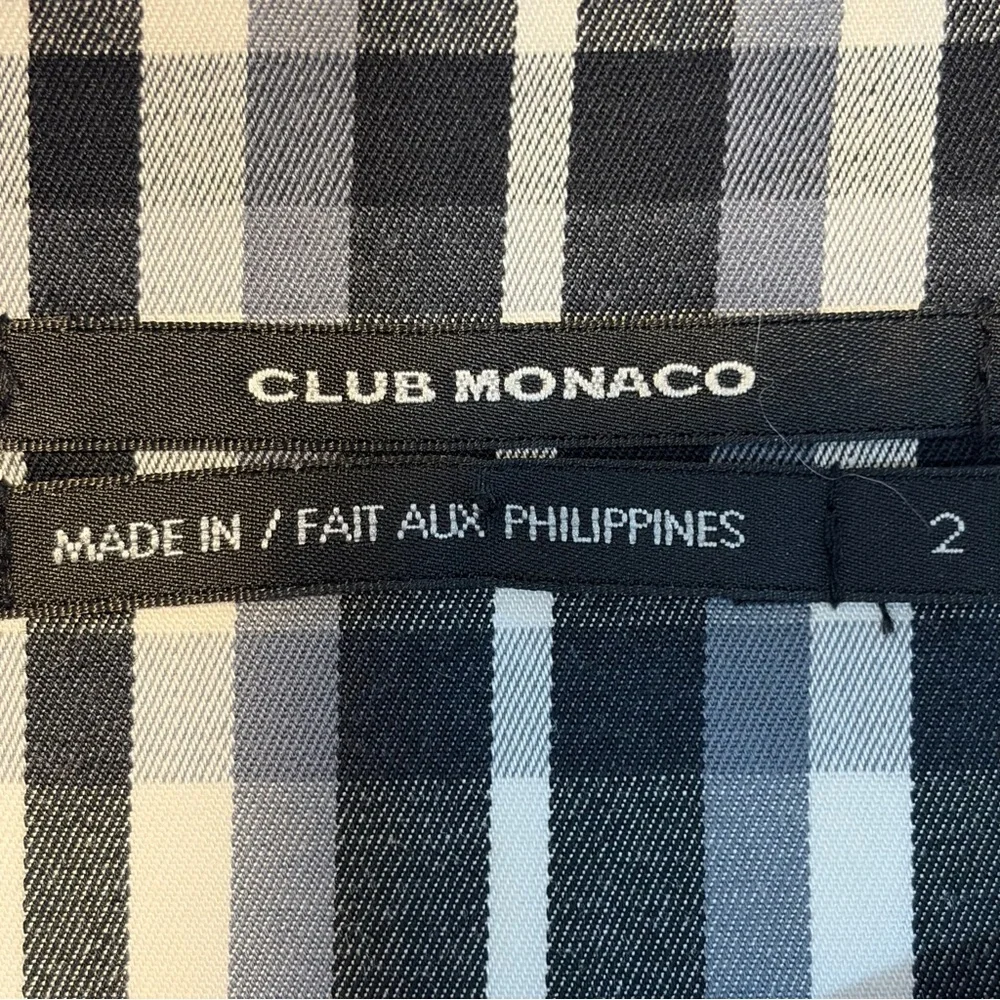 CLUB MONACO
MADE IN / FAIT AUX PHILIPPINES 2